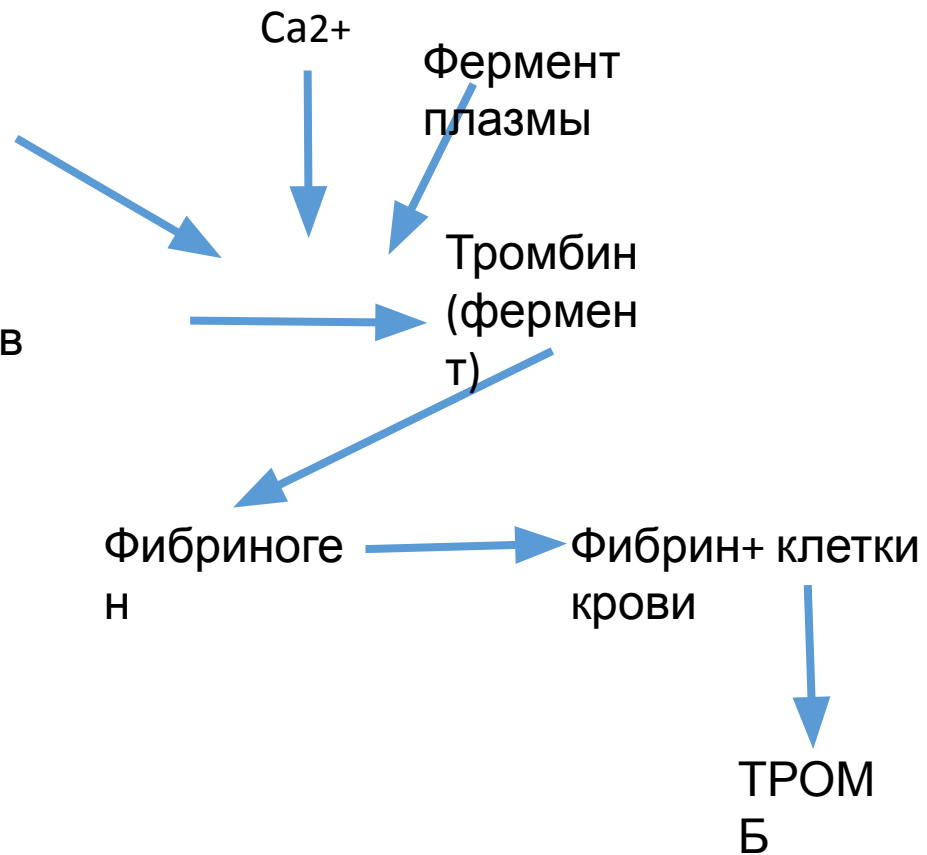 Ca2+
Фермент
плазмы
Тромбин
(фермен
т)
в
Фибриноге
н
Фибрин+ клетки
крови
ТРОМ
Б